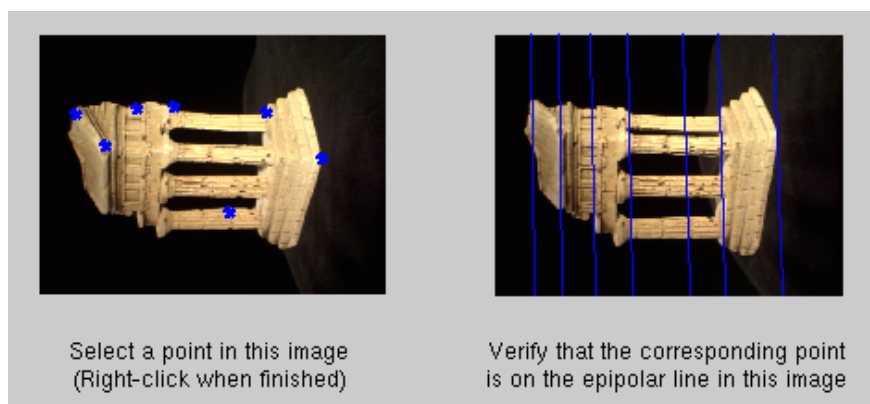 Select a point in this image
(Right-click when finished)
Verify that the corresponding point
is on the epipolar line in this image